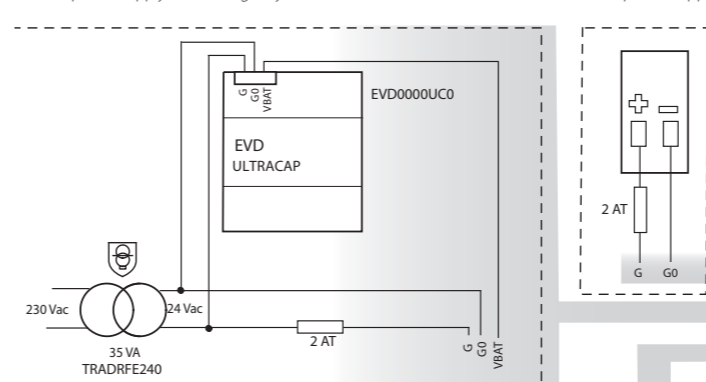 EVD0000UC0
G
G0
VBAT
EVD
ULTRACAP
2 AT
G G0
230 Vac
24 Vac
2 AT
35 VA
TRADRFE240
G
G0
VBAT